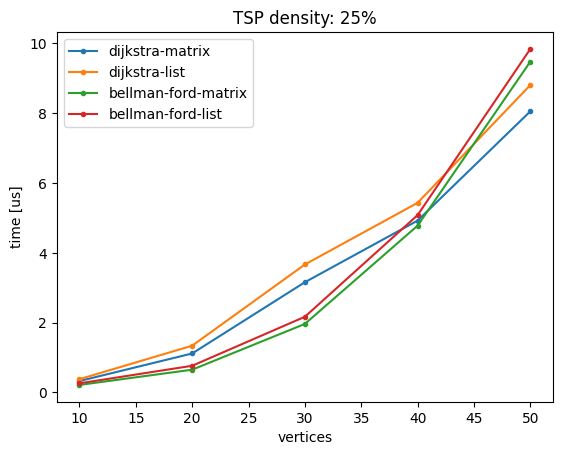 TSP density: 25%
dijkstra-matrix
dijkstra-list
bellman-ford-matrix
bellman-ford-list
time [us]
10
8
6
4
2
0
10 15 20 25 30 35 40 45 50
vertices